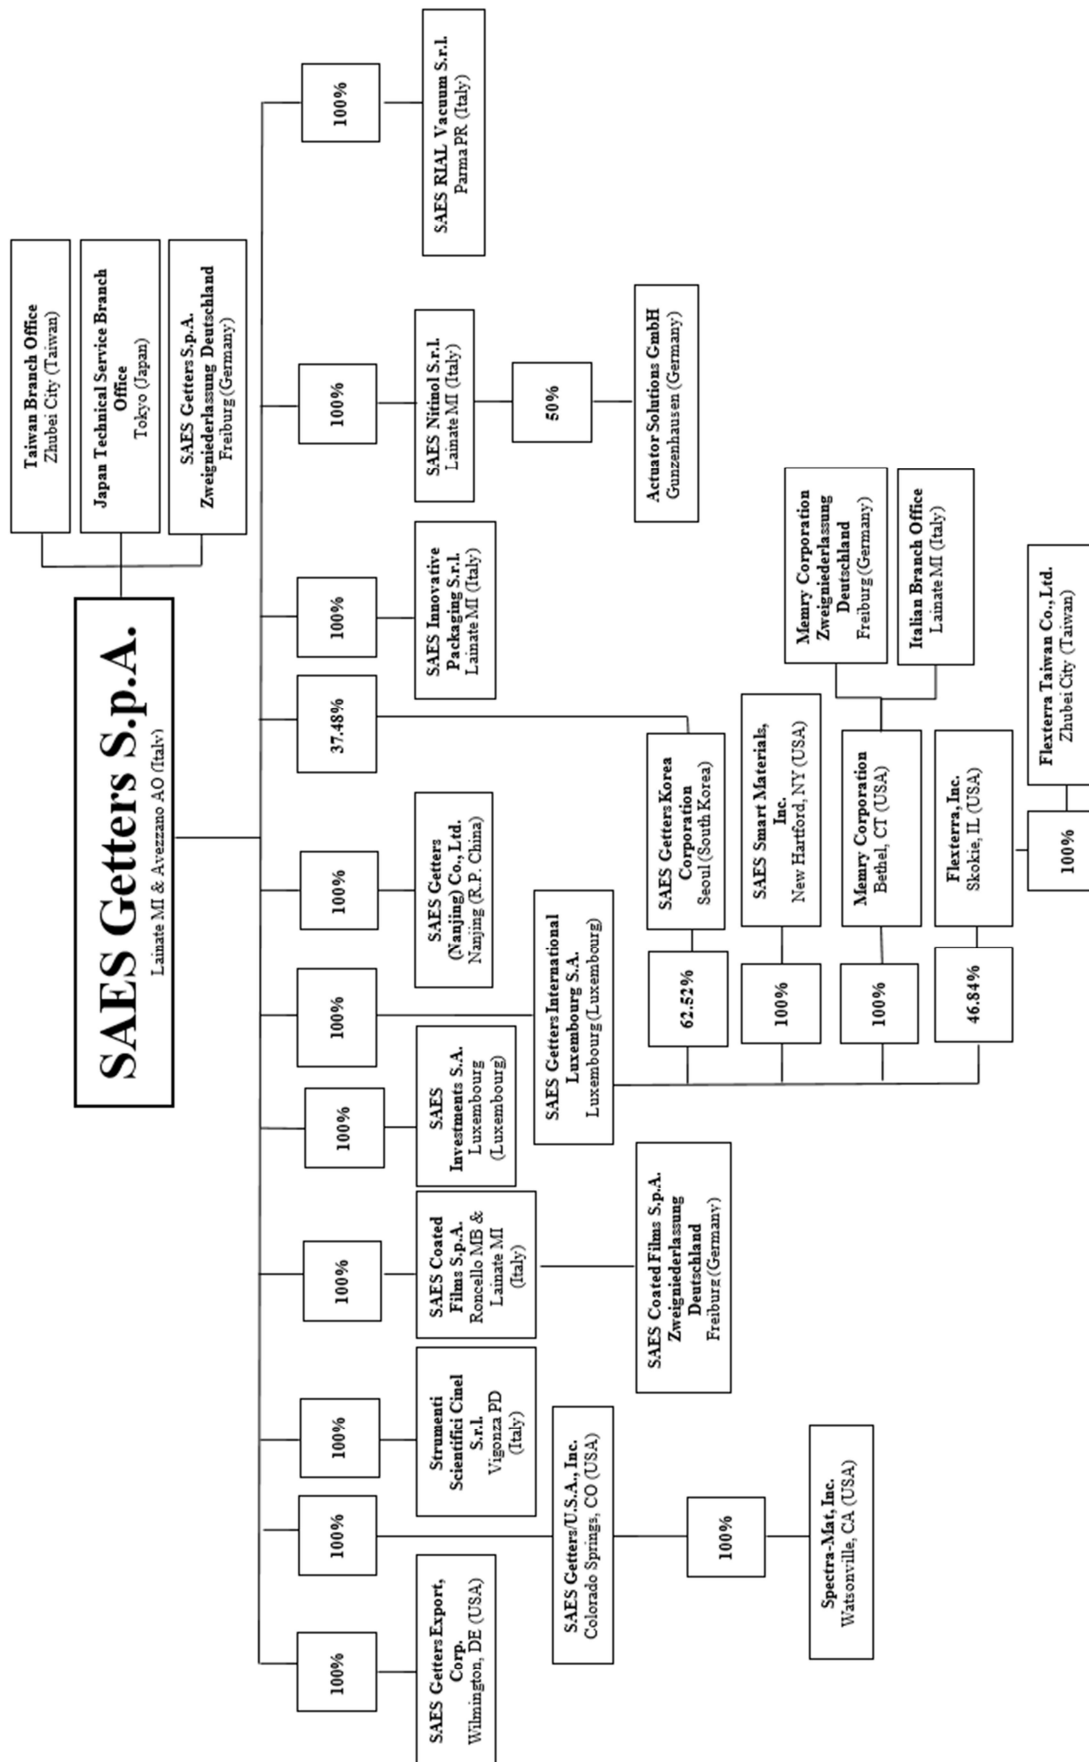 SAES Getters S.p.A.
Lainate MI & Avezzano AQ (Italy)
Taiwan Branch Office
Zhubei City (Taiwan)
Japan Technical Service Branch
Office
Tokyo (Japan)
SAES Getters S.p.A.
Zweigniederlassung Deutschland
Freiburg (Germany)
100%
100%
100%
100%
100%
100%
100%
37.48%
100%
100%
100%
SAES Getters Export,
Corp.
Wilmington, DE (USA)
SAES Getters/U.S.A., Inc.
Colorado Springs, CO (USA)
100%
Spectra-Mat, Inc.
Watsonville, CA (USA)
Strumenti
Scientifici Cinel
S.r.l.
Vigonza PD
(Italy)
SAES Coated
Films S.p.A.
Roncello MB &
Lainate MI
(Italy)
SAES Coated Films S.p.A.
Zweigniederlassung
Deutschland
Freiburg (Germany)
SAES
Investments S.A.
Luxembourg
(Luxembourg)
SAES Getters International
Luxembourg S.A.
Luxembourg (Luxembourg)
SAES Getters
(Nanjing) Co., Ltd.
Nanjing (R.P. China)
SAES Innovative
Packaging S.r.l.
Lainate MI (Italy)
SAES Nitinol S.r.l.
Lainate MI (Italy)
50%
Actuator Solutions GmbH
Gunzenhausen (Germany)
SAES RIAL Vacuum S.r.l.
Parma PR (Italy)
62.52%
SAES Getters Korea
Corporation
Seoul (South Korea)
100%
SAES Smart Materials,
Inc.
New Hartford, NY (USA)
100%
Memry Corporation
Bethel, CT (USA)
Memry Corporation
Zweigniederlassung
Deutschland
Freiburg (Germany)
Italian Branch Office
Lainate MI (Italy)
46.84%
Flexterra, Inc.
Skokie, IL (USA)
100%
Flexterra Taiwan Co., Ltd.
Zhubei City (Taiwan)